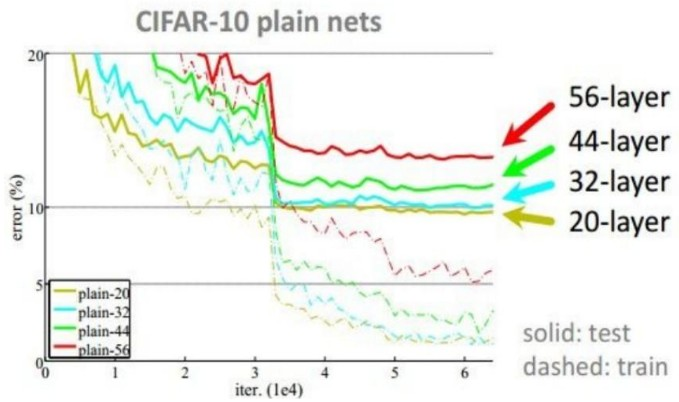 CIFAR-10 plain nets
20
10
5
0
error (%)
plain-20
plain-32
plain-44
plain-56
0 1 2 3 4 5 6
iter. (1e4)
56-layer
44-layer
32-layer
20-layer
solid: test
dashed: train